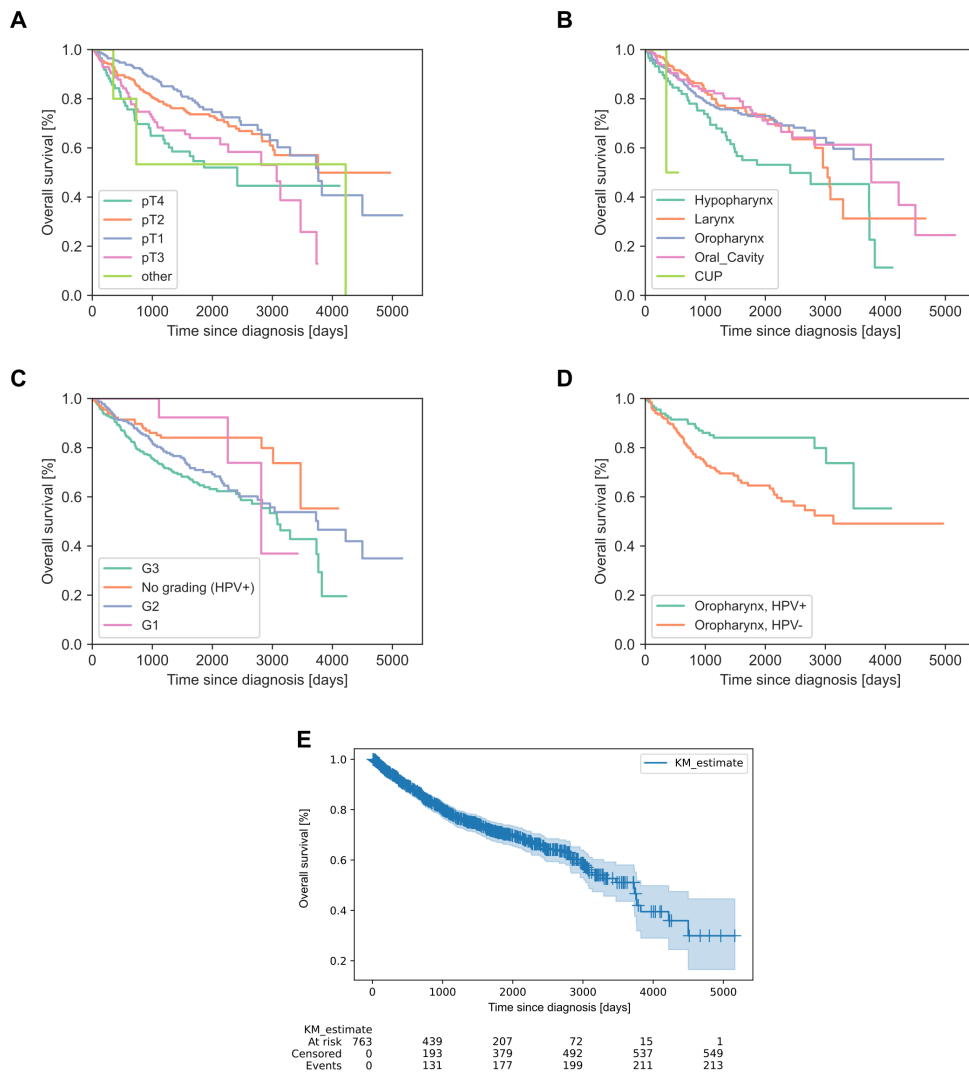 A
1.0
0.8
0.6
0.4
0.2
0.0
Overall survival [%]
pT4
pT2
pT1
pT3
other
0 1000 2000 3000 4000 5000
Time since diagnosis [days]
B
1.0
0.8
0.6
0.4
0.2
0.0
Overall survival [%]
Hypopharynx
Larynx
Oropharynx
Oral_Cavity
CUP
0 1000 2000 3000 4000 5000
Time since diagnosis [days]
C
1.0
0.8
0.6
0.4
0.2
0.0
Overall survival [%]
G3
No grading (HPV+)
G2
G1
0 1000 2000 3000 4000 5000
Time since diagnosis [days]
D
1.0
0.8
0.6
0.4
0.2
0.0
Overall survival [%]
Oropharynx, HPV+
Oropharynx, HPV-
0 1000 2000 3000 4000 5000
Time since diagnosis [days]
E
1.0
0.8
0.6
0.4
0.2
Overall survival [%]
KM_estimate
0 1000 2000 3000 4000 5000
Time since diagnosis [days]
KM_estimate
At risk 763 439 207 72 15 1
Censored 0 193 379 492 537 549
Events 0 131 177 199 211 213